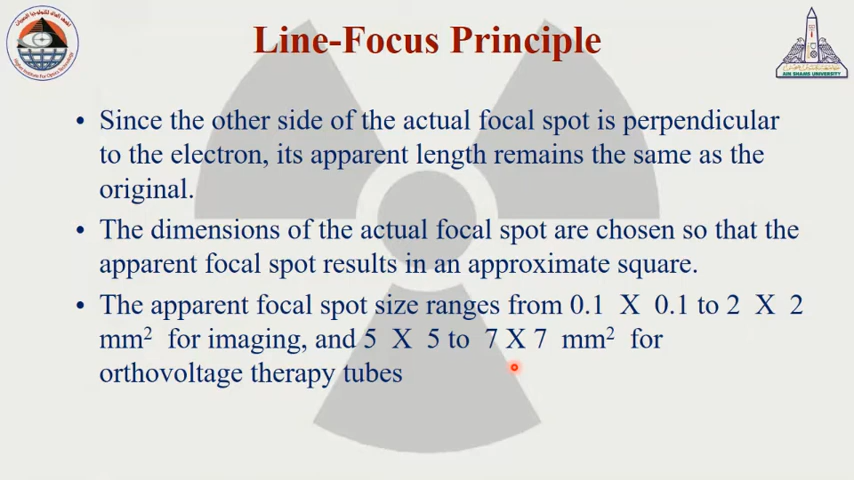 Line-Focus Principle
AIN SHAMS UNIVERSITY
• Since the other side of the actual focal spot is perpendicular
to the electron, its apparent length remains the same as the
original.
• The dimensions of the actual focal spot are chosen so that the
apparent focal spot results in an approximate square.
• The apparent focal spot size ranges from 0.1 X 0.1 to 2 X 2
mm² for imaging, and 5 X 5 to 7 X 7 mm² for
orthovoltage therapy tubes